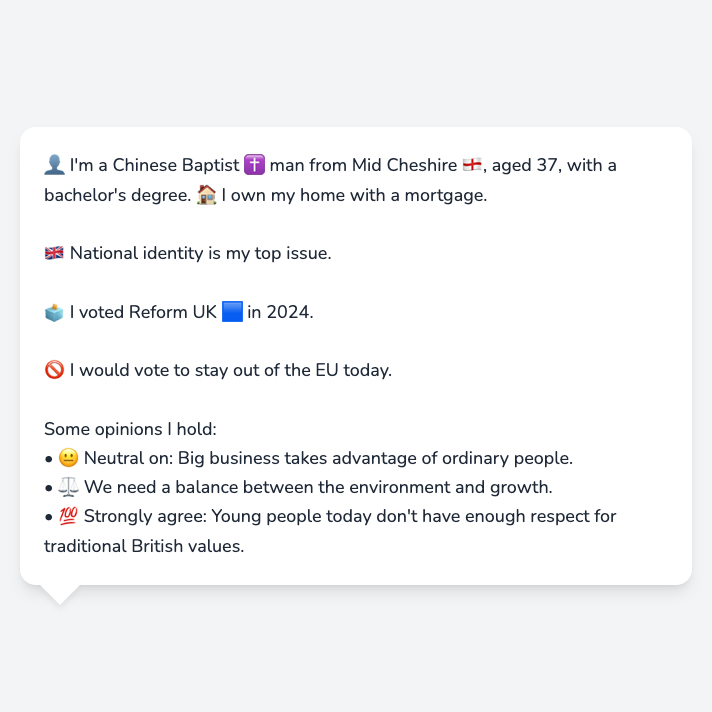 👤 I'm a Chinese Baptist ✝️ man from Mid Cheshire 🏴󠁧󠁢󠁥󠁮󠁧󠁿, aged 37, with a
bachelor's degree. 🏠 I own my home with a mortgage.
🇬🇧 National identity is my top issue.
🗳️ I voted Reform UK 🟦 in 2024.
🚫 I would vote to stay out of the EU today.
Some opinions I hold:
• 😐 Neutral on: Big business takes advantage of ordinary people.
• ⚖️ We need a balance between the environment and growth.
• 💯 Strongly agree: Young people today don't have enough respect for
traditional British values.